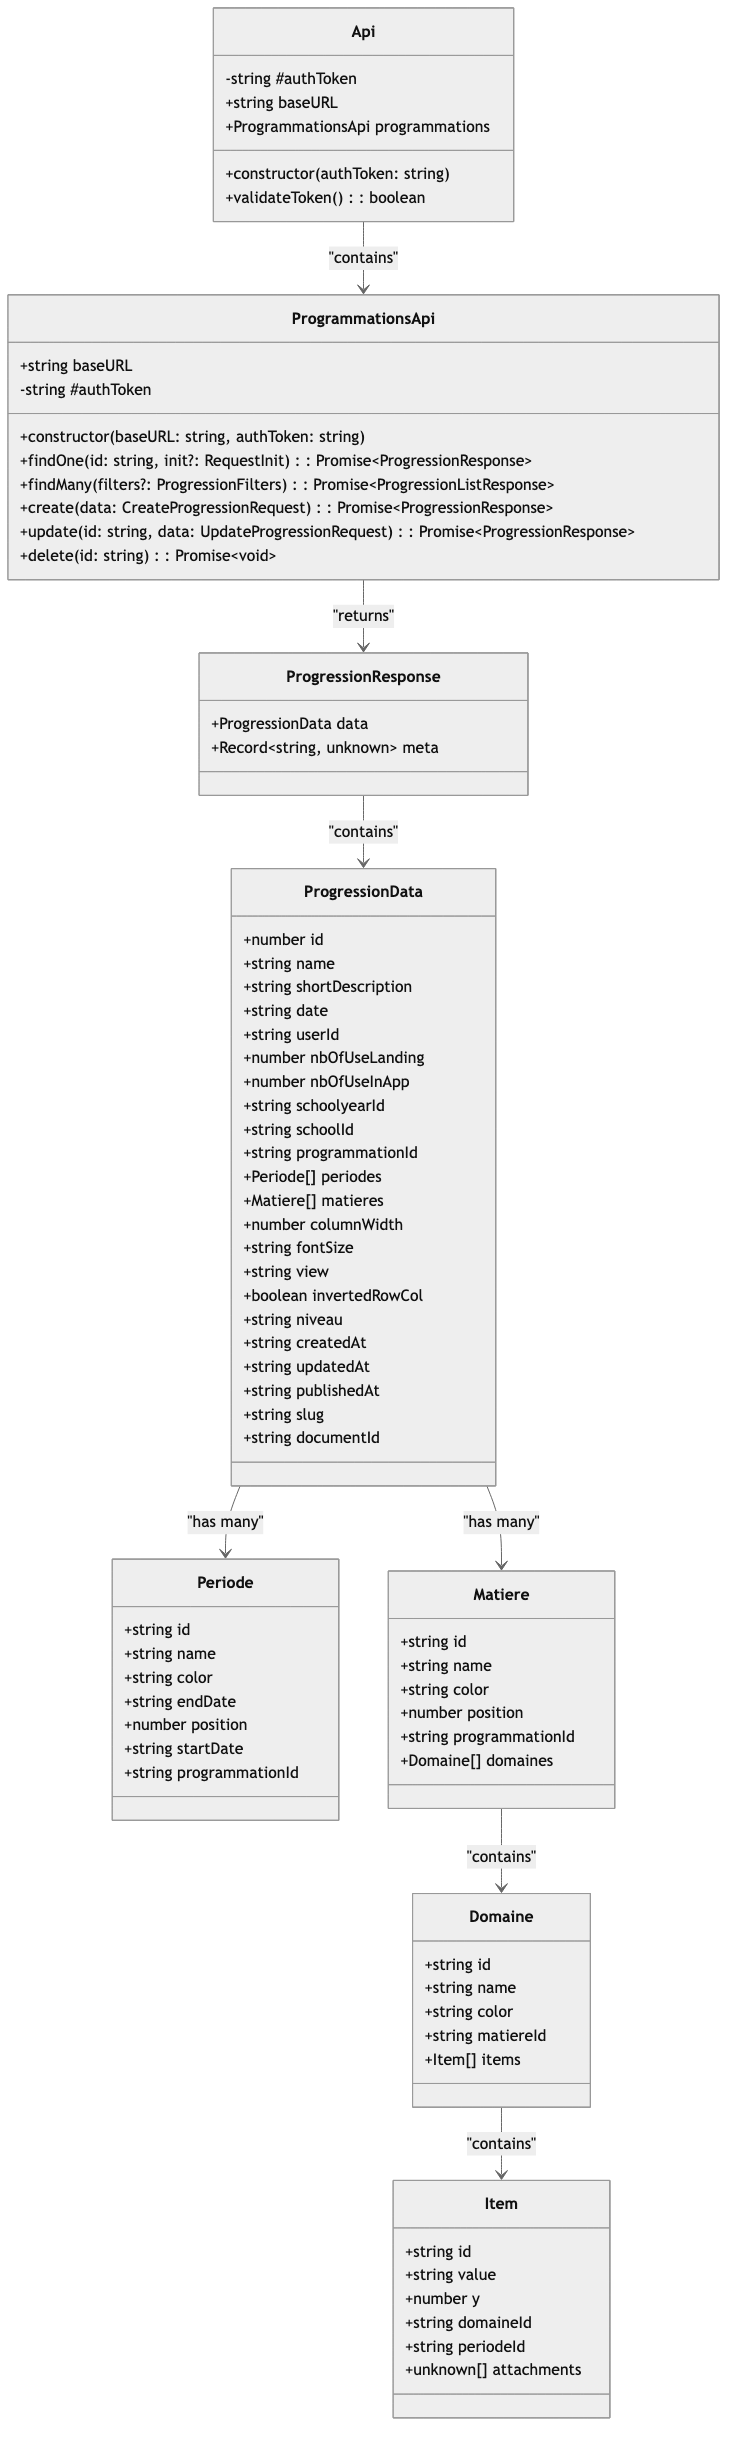 Api
-string #authToken
+string baseURL
+ProgrammationsApi programmations
+constructor(authToken: string)
+validateToken() : : boolean
"contains"
ProgrammationsApi
+string baseURL
-string #authToken
+constructor(baseURL: string, authToken: string)
+findOne(id: string, init?: RequestInit) : : Promise<ProgressionResponse>
+findMany(filters?: ProgressionFilters) : : Promise<ProgressionListResponse>
+create(data: CreateProgressionRequest) : : Promise<ProgressionResponse>
+update(id: string, data: UpdateProgressionRequest) : : Promise<ProgressionResponse>
+delete(id: string) : : Promise<void>
"returns"
ProgressionResponse
+ProgressionData data
+Record<string, unknown> meta
"contains"
ProgressionData
+number id
+string name
+string shortDescription
+string date
+string userId
+number nbOfUseLanding
+number nbOfUseInApp
+string schoolyearId
+string schoolId
+string programmationId
+Periode[] periodes
+Matiere[] matieres
+number columnWidth
+string fontSize
+string view
+boolean invertedRowCol
+string niveau
+string createdAt
+string updatedAt
+string publishedAt
+string slug
+string documentId
"has many"
"has many"
Periode
+string id
+string name
+string color
+string endDate
+number position
+string startDate
+string programmationId
Matiere
+string id
+string name
+string color
+number position
+string programmationId
+Domaine[] domaines
"contains"
Domaine
+string id
+string name
+string color
+string matiereId
+Item[] items
"contains"
Item
+string id
+string value
+number y
+string domaineId
+string periodeId
+unknown[] attachments